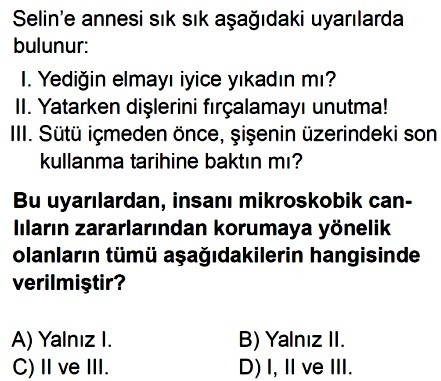 Selin'e annesi sık sık aşağıdaki uyarılarda
bulunur:
I. Yediğin elmayı iyice yıkadın mı?
II. Yatarken dişlerini fırçalamayı unutma!
III. Sütü içmeden önce, şişenin üzerindeki son
kullanma tarihine baktın mı?
Bu uyarılardan, insanı mikroskobik can-
lıların zararlarından korumaya yönelik
olanların tümü aşağıdakilerin hangisinde
verilmiştir?
A) Yalnız I. B) Yalnız II.
C) II ve III. D) I, II ve III.